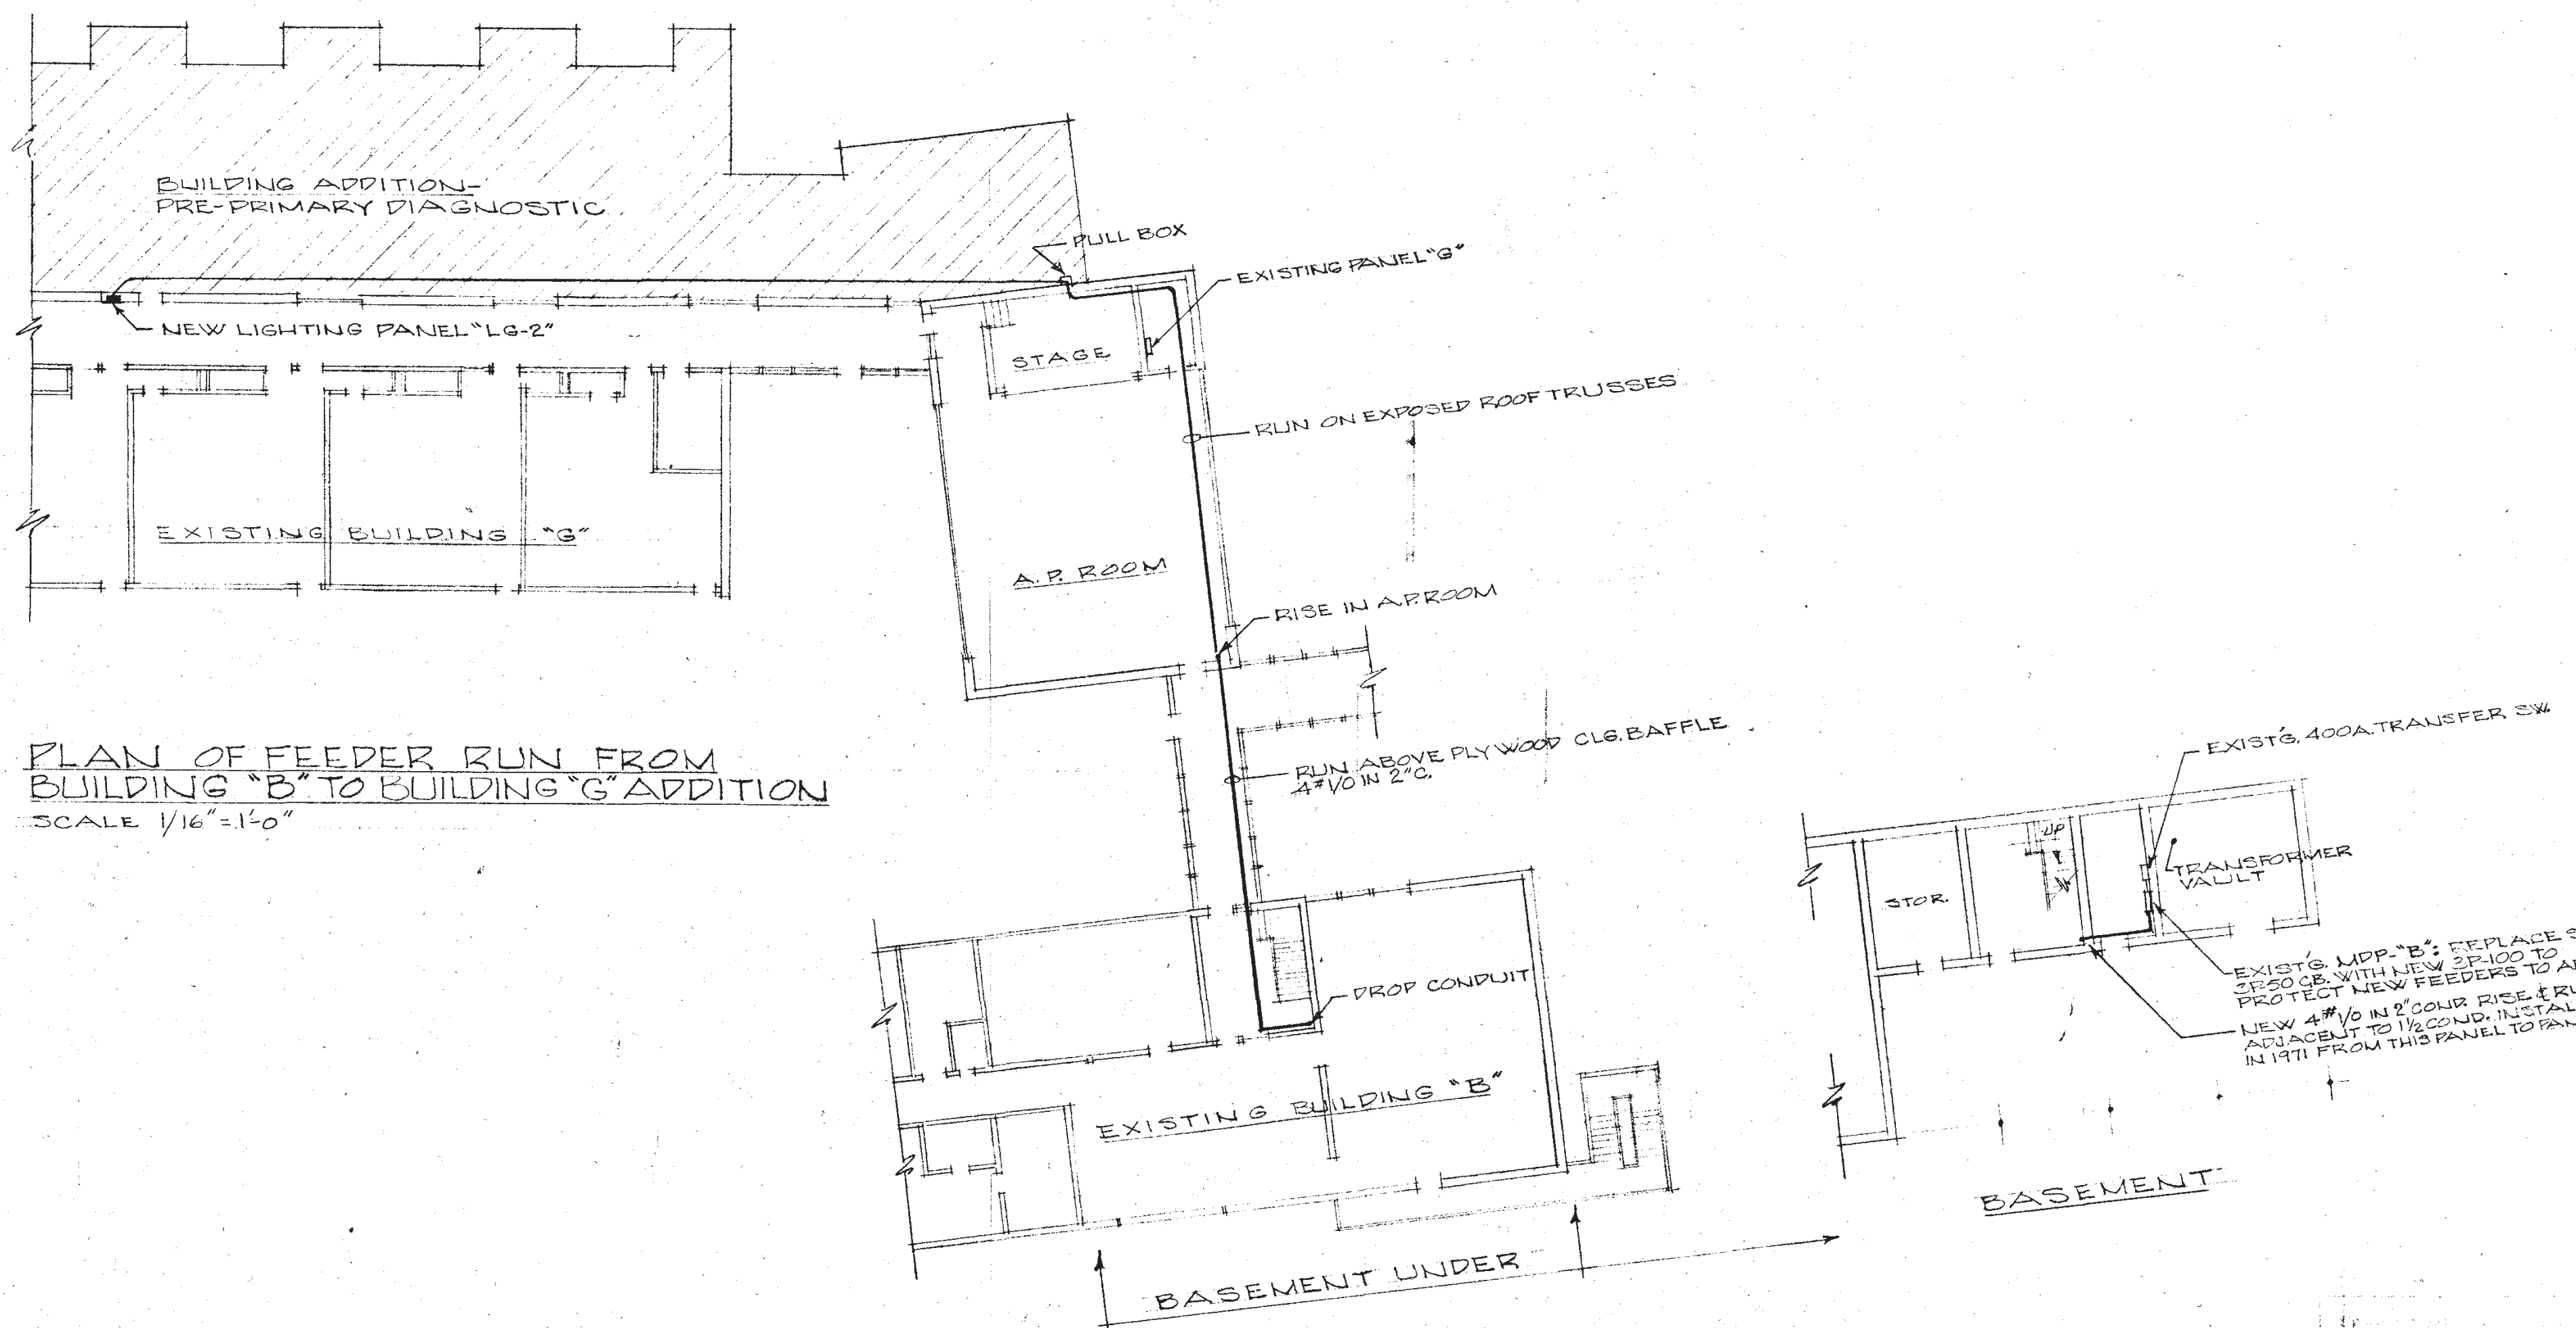 BUILDING ADDITION-
PRE-PRIMARY DIAGNOSTIC
PULL BOX
EXISTING PANEL "G"
NEW LIGHTING PANEL "LG-2"
STAGE
RUN ON EXPOSED ROOF TRUSSES
EXISTING BUILDING "G"
A.P. ROOM
RISE IN A.P. ROOM
PLAN OF FEEDER RUN FROM
BUILDING "B" TO BUILDING "G" ADDITION
SCALE 1/16"=1'-0"
RUN ABOVE PLYWOOD CLG. BAFFLE
4#1/0 IN 2"C.
EXIST'G. 400A. TRANSFER SW.
UP
TRANSFORMER
VAULT
STOR.
EXIST'G. MDP-"B": REPLACE
3P-50 CB. WITH NEW 3P-100 TO
PROTECT NEW FEEDERS TO
NEW 4#1/0 IN 2" COND. RISE &
ADJACENT TO 1½ COND.
IN 1971 FROM THIS PANEL TO
DROP CONDUIT
EXISTING BUILDING "B"
BASEMENT
BASEMENT UNDER